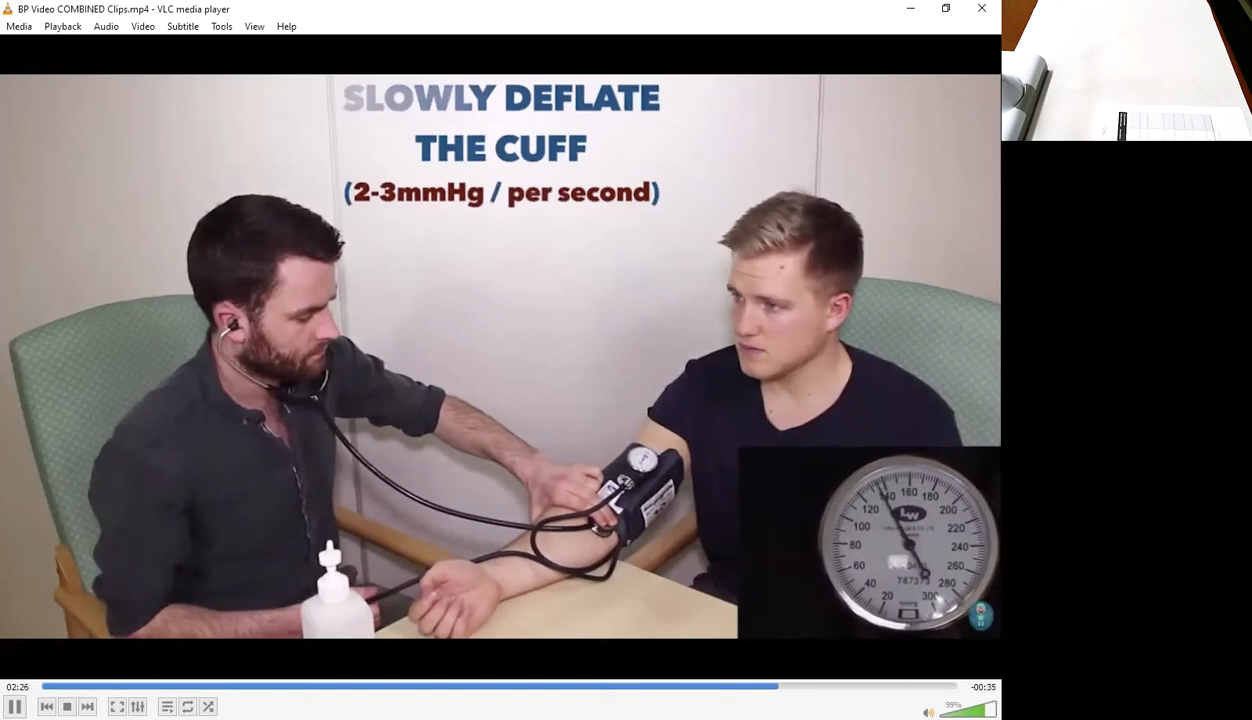 BP Video COMBINED Clips.mp4 - VLC media player
Media Playback Audio Video Subtitle Tools View Help
SLOWLY DEFLATE
THE CUFF
(2-3mmHg / per second)
140 160 180
120 200
100 220
80 240
60 260
40 280
20 300
02:26 -00:35
99%